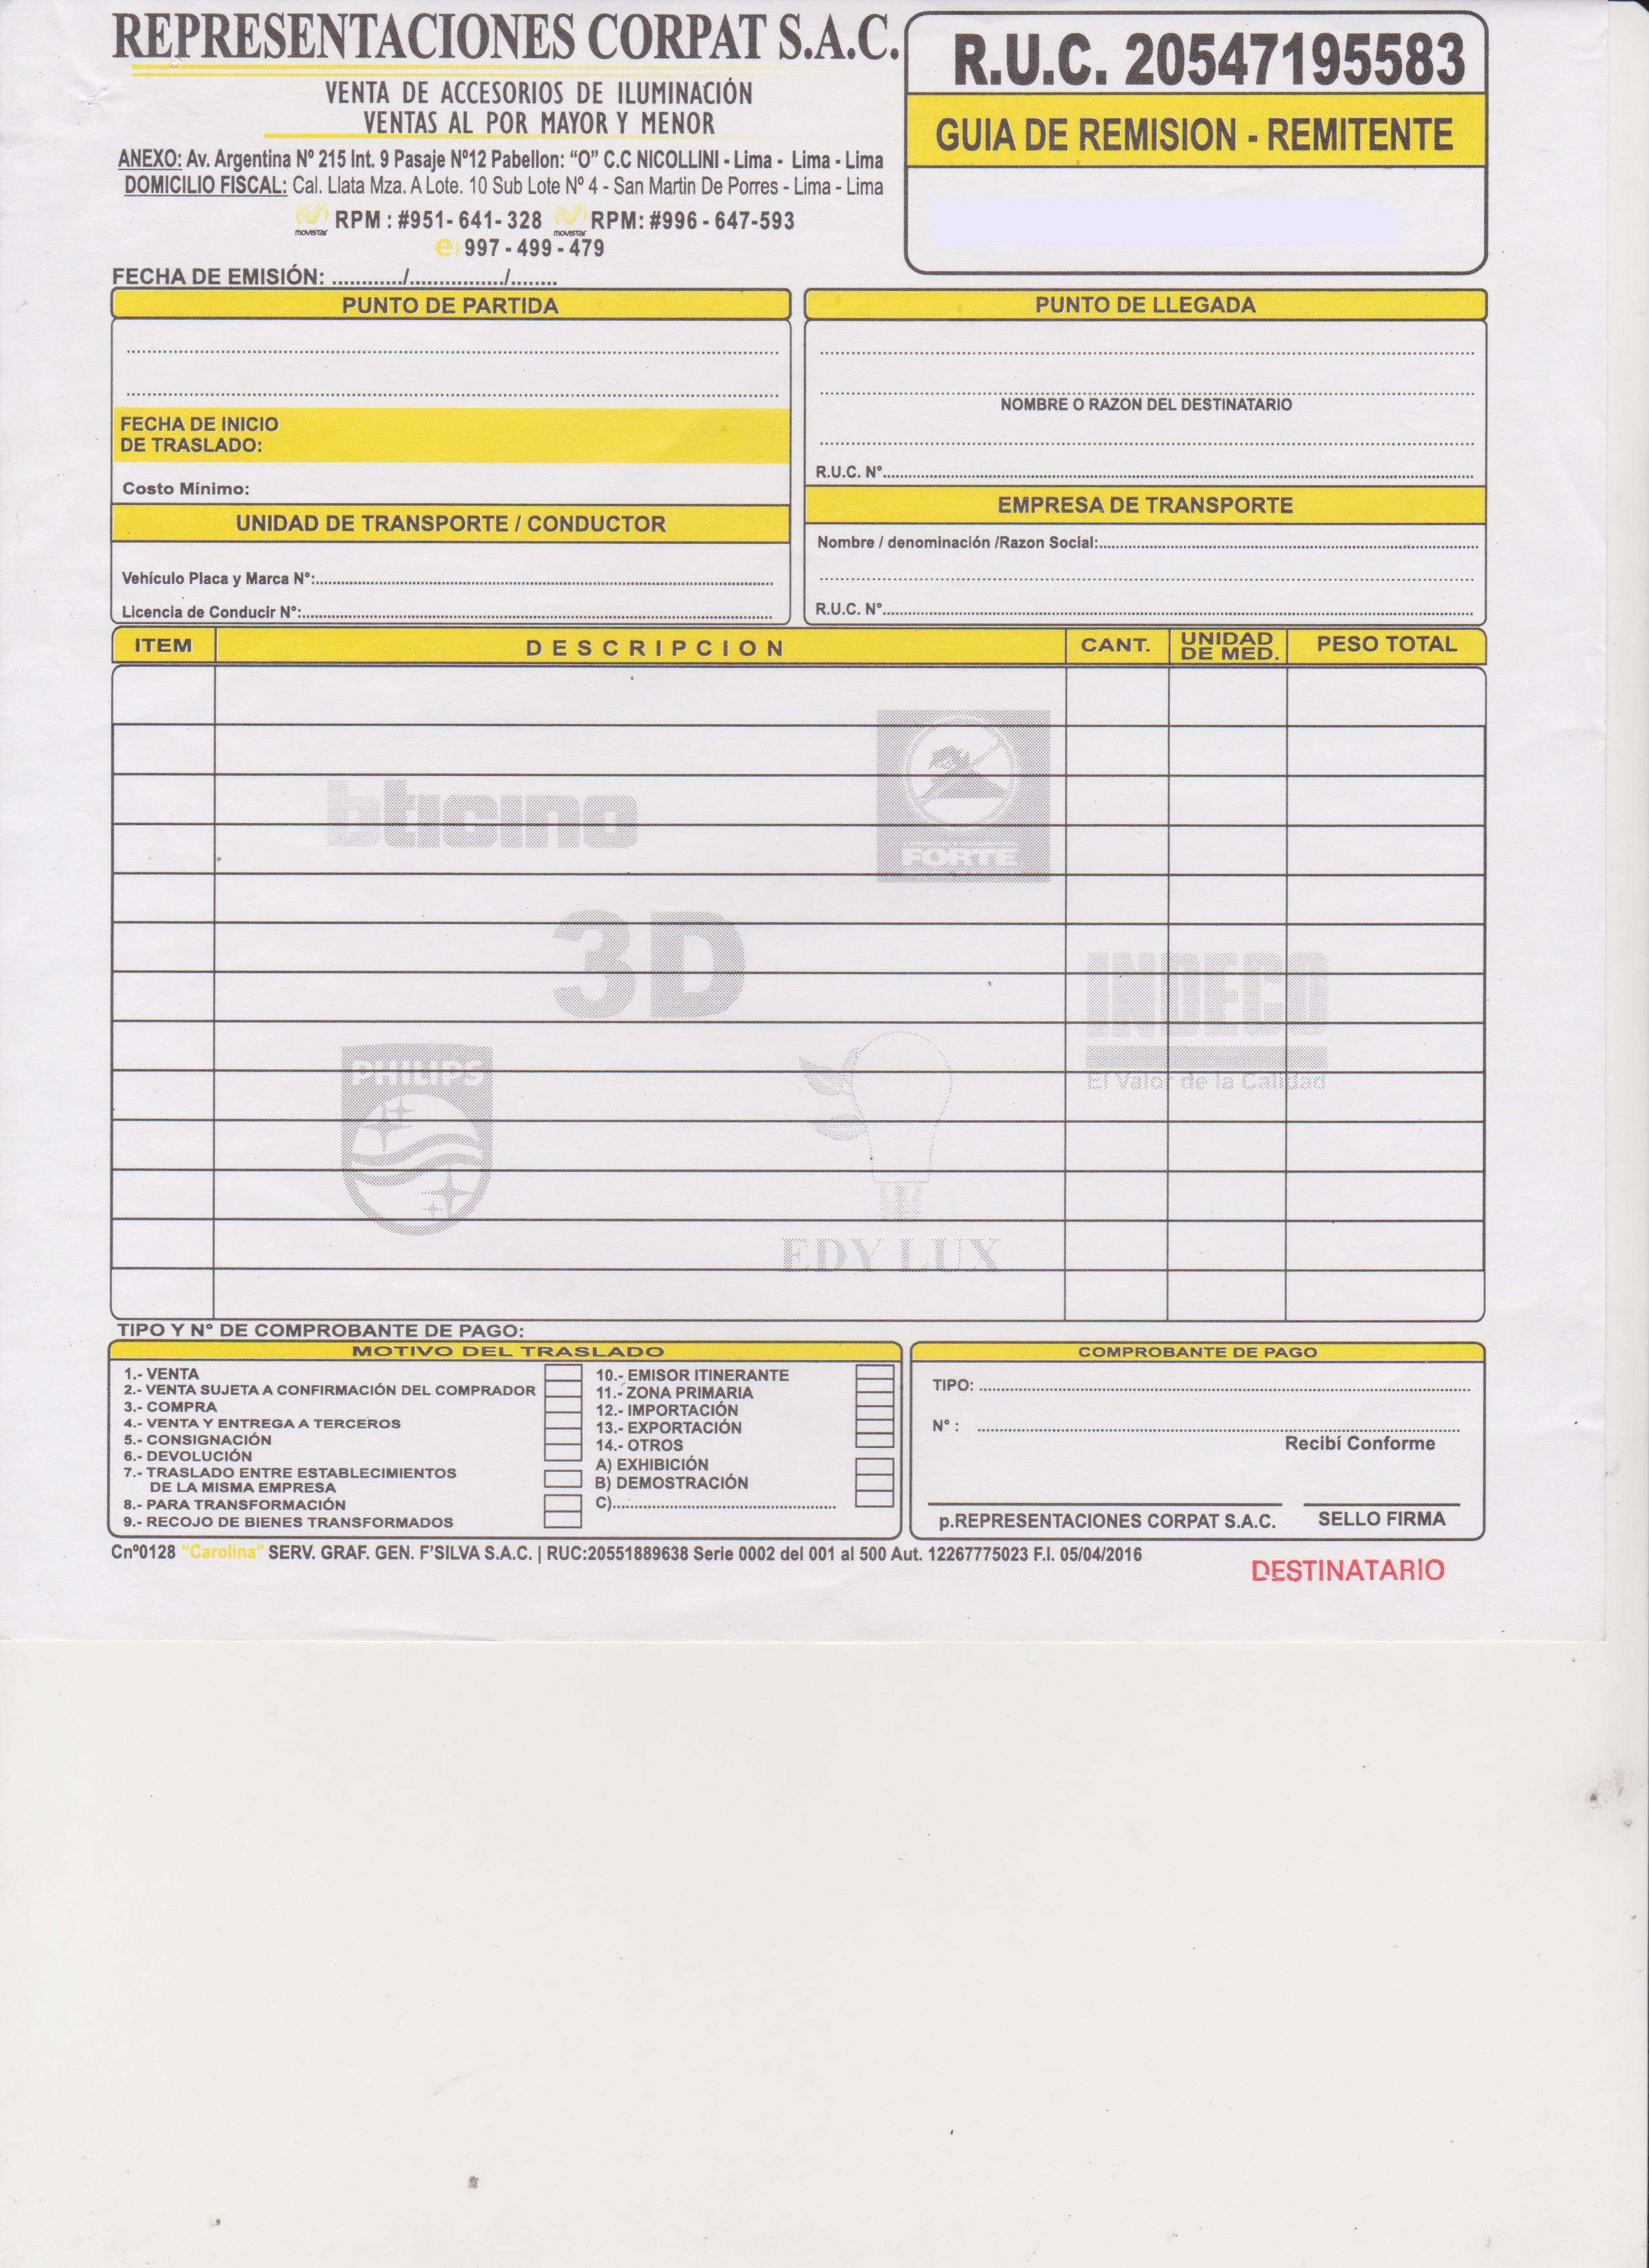 REPRESENTACIONES CORPAT S.A.C.
VENTA DE ACCESORIOS DE ILUMINACIÓN
VENTAS AL POR MAYOR Y MENOR
ANEXO: Av. Argentina Nº 215 Int. 9 Pasaje Nº12 Pabellon: “O” C.C NICOLLINI - Lima - Lima - Lima
DOMICILIO FISCAL: Cal. Llata Mza. A Lote. 10 Sub Lote Nº 4 - San Martin De Porres - Lima - Lima
movistar RPM : #951- 641- 328 movistar RPM: #996 - 647-593
e) 997 - 499 - 479
R.U.C. 20547195583
GUIA DE REMISION - REMITENTE
FECHA DE EMISIÓN: ............/................/........
PUNTO DE PARTIDA
FECHA DE INICIO
DE TRASLADO:
Costo Mínimo:
UNIDAD DE TRANSPORTE / CONDUCTOR
Vehículo Placa y Marca Nº:
Licencia de Conducir Nº:
PUNTO DE LLEGADA
NOMBRE O RAZON DEL DESTINATARIO
R.U.C. Nº
EMPRESA DE TRANSPORTE
Nombre / denominación /Razon Social:
R.U.C. Nº
ITEM DESCRIPCION CANT. UNIDAD DE MED. PESO TOTAL
bticino
FORTE
3D
INDECO
El Valor de la Calidad
PHILIPS
EDY LUX
TIPO Y Nº DE COMPROBANTE DE PAGO:
MOTIVO DEL TRASLADO
1.- VENTA
2.- VENTA SUJETA A CONFIRMACIÓN DEL COMPRADOR
3.- COMPRA
4.- VENTA Y ENTREGA A TERCEROS
5.- CONSIGNACIÓN
6.- DEVOLUCIÓN
7.- TRASLADO ENTRE ESTABLECIMIENTOS
DE LA MISMA EMPRESA
8.- PARA TRANSFORMACIÓN
9.- RECOJO DE BIENES TRANSFORMADOS
10.- EMISOR ITINERANTE
11.- ZONA PRIMARIA
12.- IMPORTACIÓN
13.- EXPORTACIÓN
14.- OTROS
A) EXHIBICIÓN
B) DEMOSTRACIÓN
C)
COMPROBANTE DE PAGO
TIPO:
Nº :
Recibí Conforme
p.REPRESENTACIONES CORPAT S.A.C. SELLO FIRMA
Cnº0128 “Carolina” SERV. GRAF. GEN. F'SILVA S.A.C. | RUC:20551889638 Serie 0002 del 001 al 500 Aut. 12267775023 F.I. 05/04/2016
DESTINATARIO